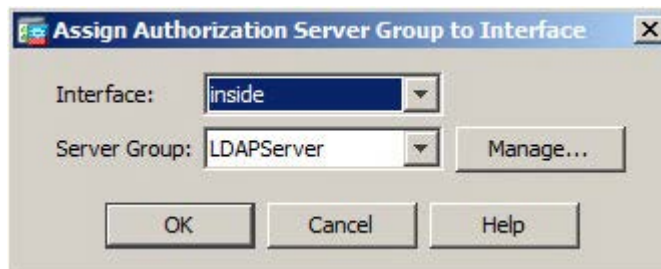 Assign Authorization Server Group to Interface
Interface: inside
Server Group: LDAPServer Manage...
OK Cancel Help